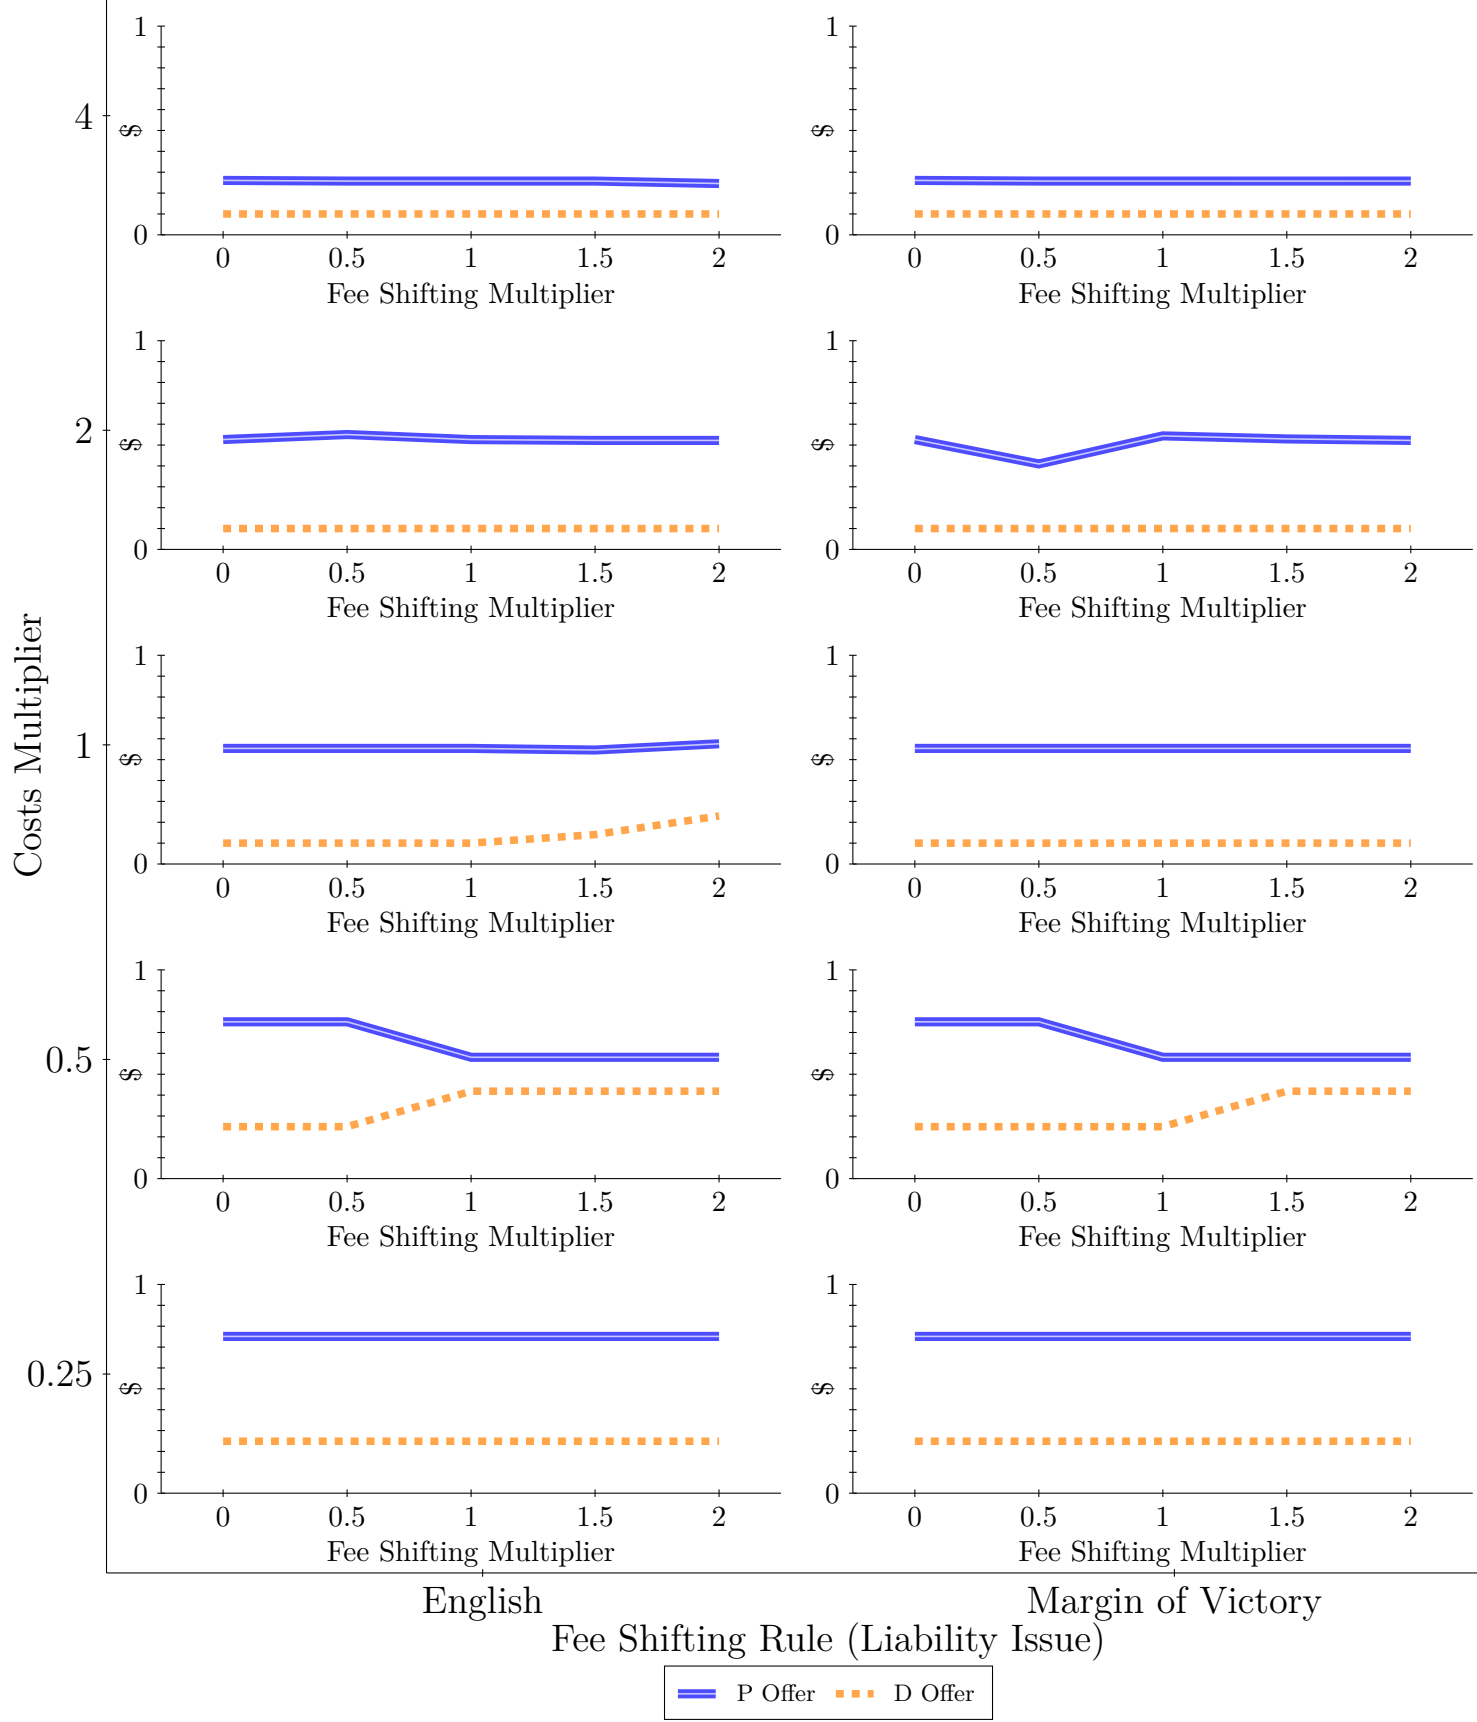 Costs Multiplier
4
1
$
0
0 0.5 1 1.5 2
Fee Shifting Multiplier
1
$
0
0 0.5 1 1.5 2
Fee Shifting Multiplier
2
1
$
0
0 0.5 1 1.5 2
Fee Shifting Multiplier
1
$
0
0 0.5 1 1.5 2
Fee Shifting Multiplier
1
1
$
0
0 0.5 1 1.5 2
Fee Shifting Multiplier
1
$
0
0 0.5 1 1.5 2
Fee Shifting Multiplier
0.5
1
$
0
0 0.5 1 1.5 2
Fee Shifting Multiplier
1
$
0
0 0.5 1 1.5 2
Fee Shifting Multiplier
0.25
1
$
0
0 0.5 1 1.5 2
Fee Shifting Multiplier
1
$
0
0 0.5 1 1.5 2
Fee Shifting Multiplier
English
Margin of Victory
Fee Shifting Rule (Liability Issue)
P Offer D Offer